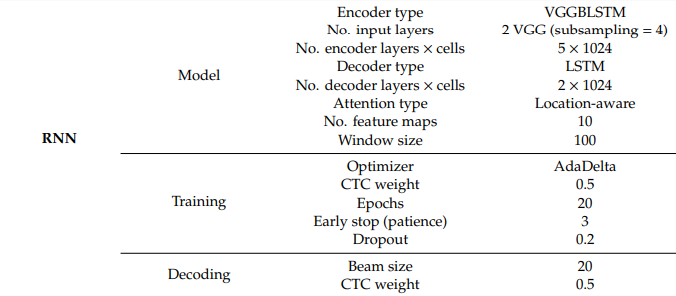 Encoder type VGGBLSTM
No. input layers 2 VGG (subsampling = 4)
No. encoder layers × cells 5 × 1024
Model Decoder type LSTM
No. decoder layers × cells 2 × 1024
Attention type Location-aware
No. feature maps 10
RNN Window size 100
Optimizer AdaDelta
CTC weight 0.5
Training Epochs 20
Early stop (patience) 3
Dropout 0.2
Decoding Beam size 20
CTC weight 0.5